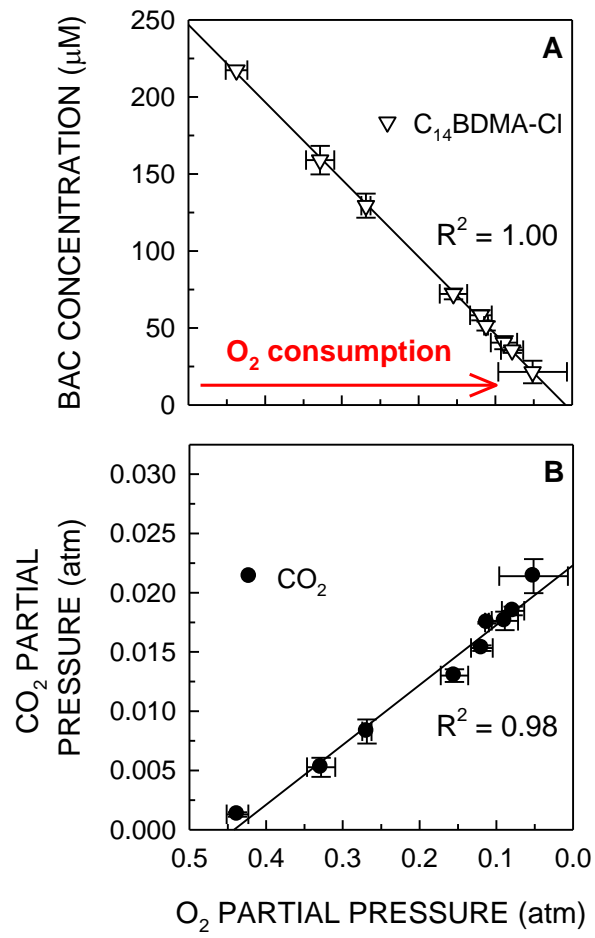 250
200
150
100
50
0
BAC CONCENTRATION (μM)
A
C₁₄BDMA-Cl
R² = 1.00
O₂ consumption
0.030
0.025
0.020
0.015
0.010
0.005
0.000
CO₂ PARTIAL
PRESSURE (atm)
B
CO₂
R² = 0.98
0.5 0.4 0.3 0.2 0.1 0.0
O₂ PARTIAL PRESSURE (atm)